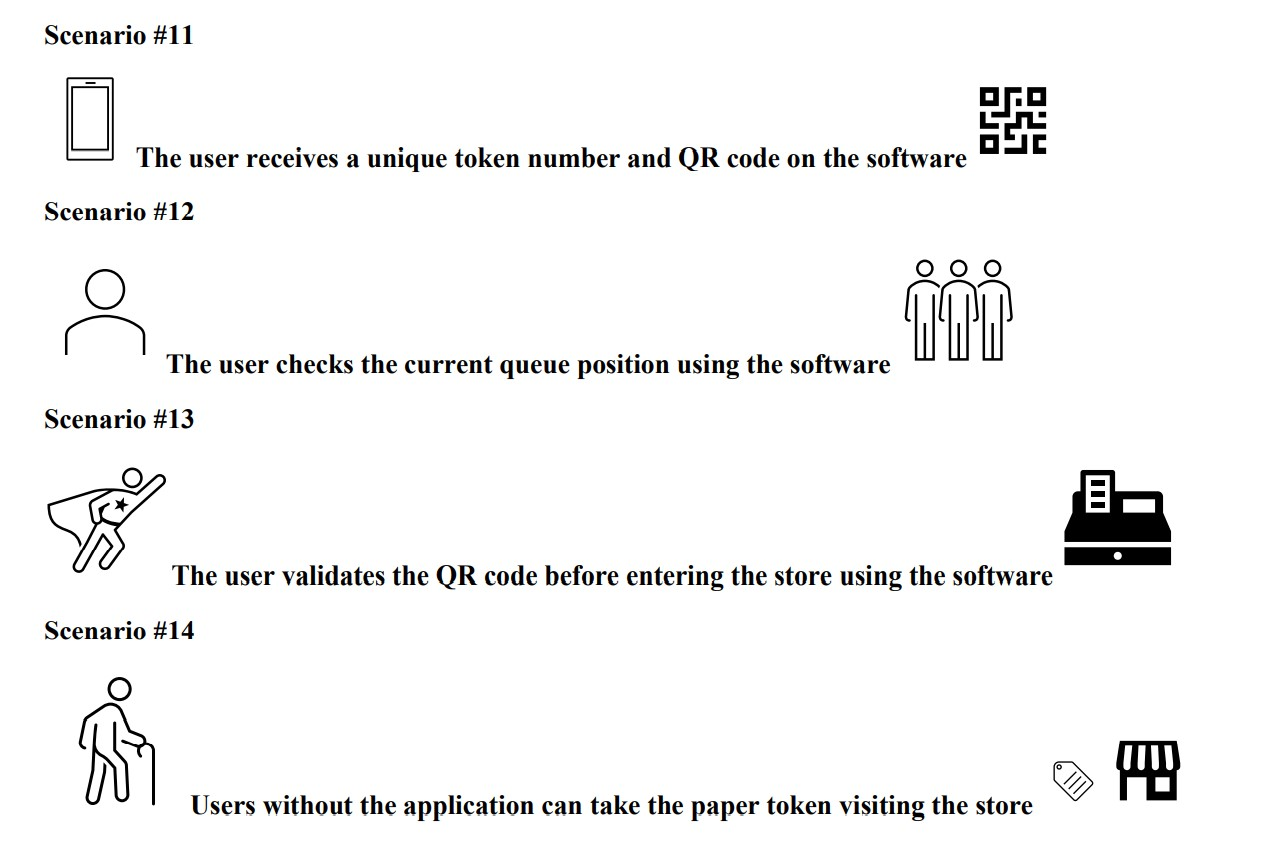 Scenario #11
The user receives a unique token number and QR code on the software
Scenario #12
The user checks the current queue position using the software
Scenario #13
The user validates the QR code before entering the store using the software
Scenario #14
Users without the application can take the paper token visiting the store